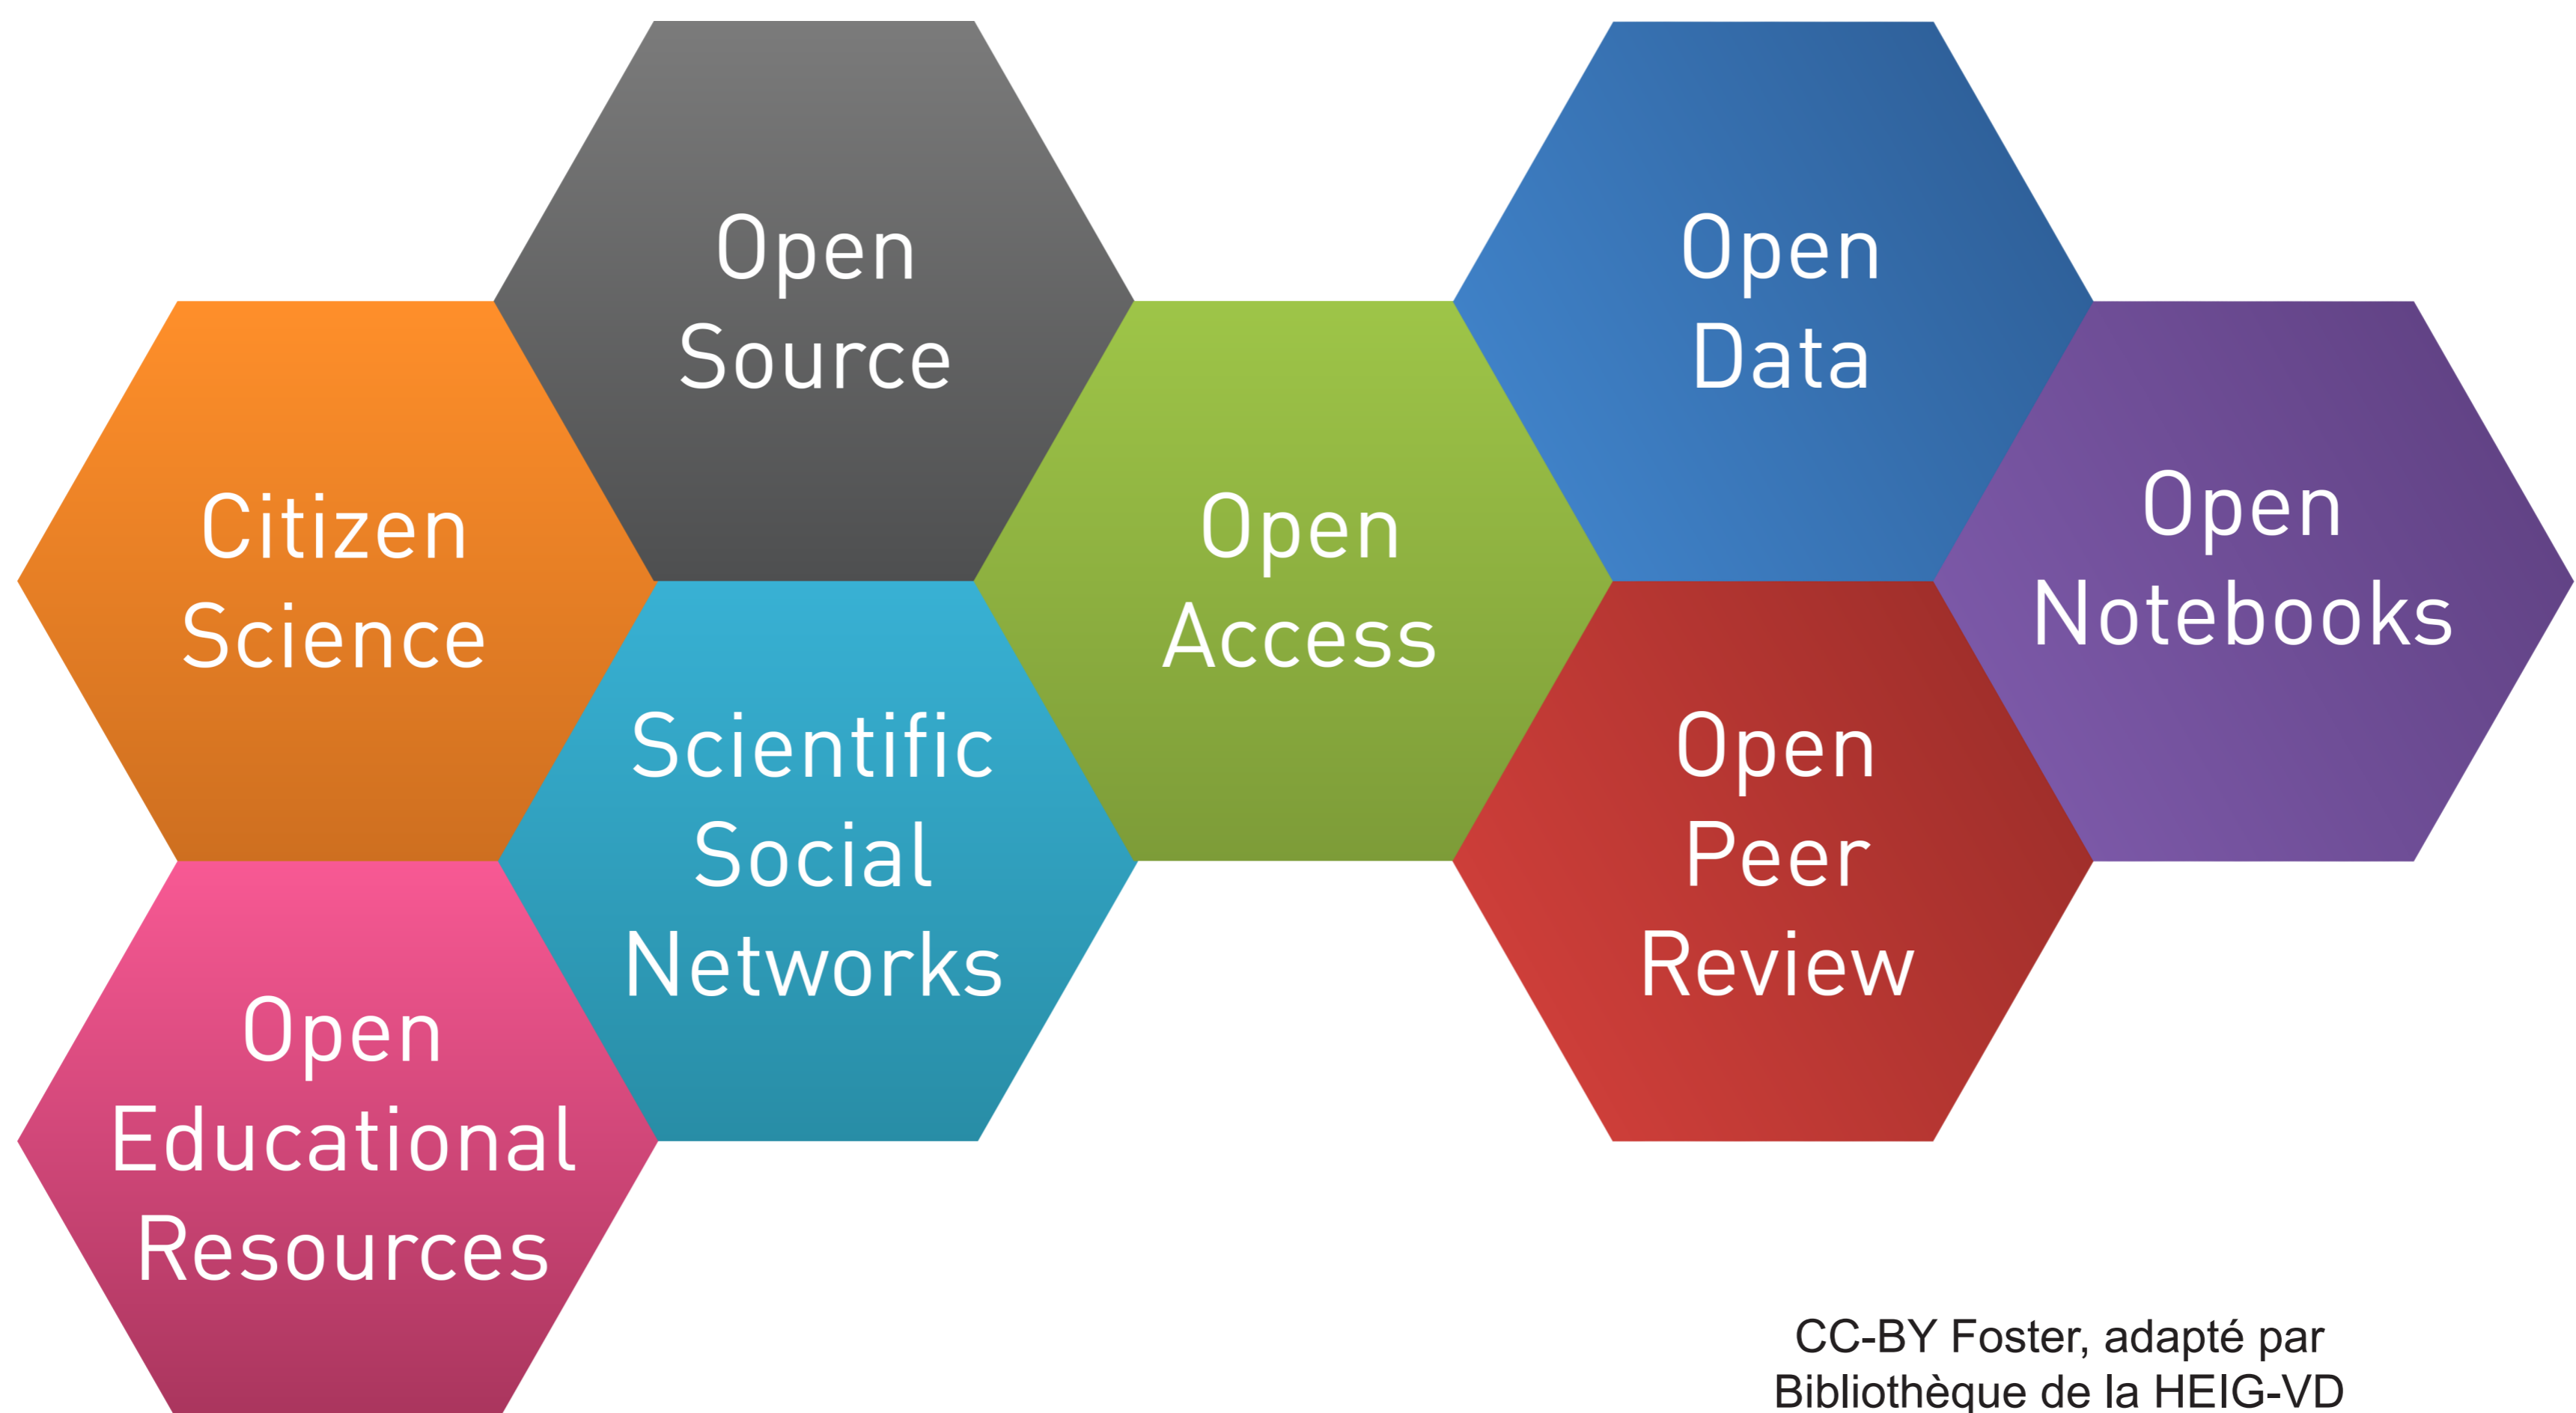 Open
Source
Open
Data
Citizen
Science
Open
Access
Open
Notebooks
Scientific
Social
Networks
Open
Peer
Review
Open
Educational
Resources
CC-BY Foster, adapté par
Bibliothèque de la HEIG-VD